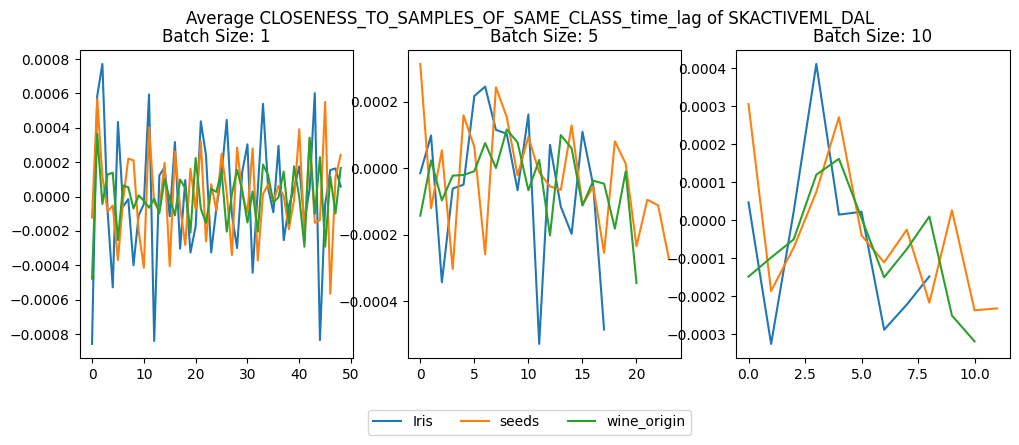 Average CLOSENESS_TO_SAMPLES_OF_SAME_CLASS_time_lag of SKACTIVEML_DAL
Batch Size: 1
0.0008
0.0006
0.0004
0.0002
0.0000
−0.0002
−0.0004
−0.0006
−0.0008
0 10 20 30 40 50
Batch Size: 5
0.0002
0.0000
−0.0002
−0.0004
0 5 10 15 20
Batch Size: 10
0.0004
0.0003
0.0002
0.0001
0.0000
−0.0001
−0.0002
−0.0003
0.0 2.5 5.0 7.5 10.0
Iris seeds wine_origin